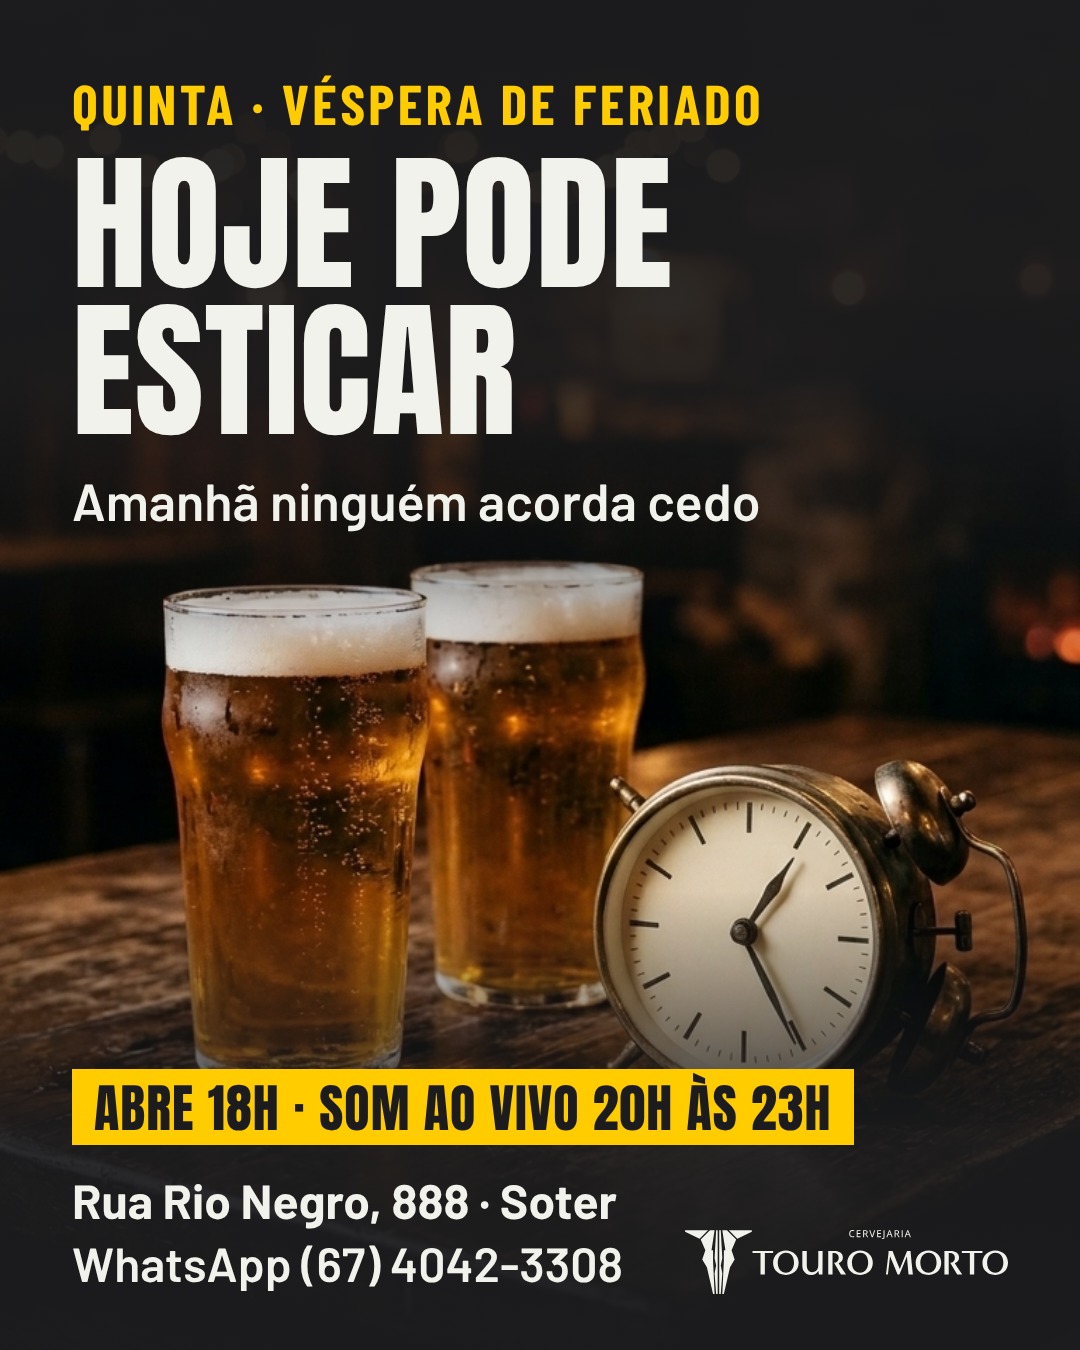 QUINTA · VÉSPERA DE FERIADO
HOJE PODE
ESTICAR
Amanhã ninguém acorda cedo
ABRE 18H · SOM AO VIVO 20H ÀS 23H
Rua Rio Negro, 888 · Soter
WhatsApp (67) 4042-3308
CERVEJARIA
TOURO MORTO